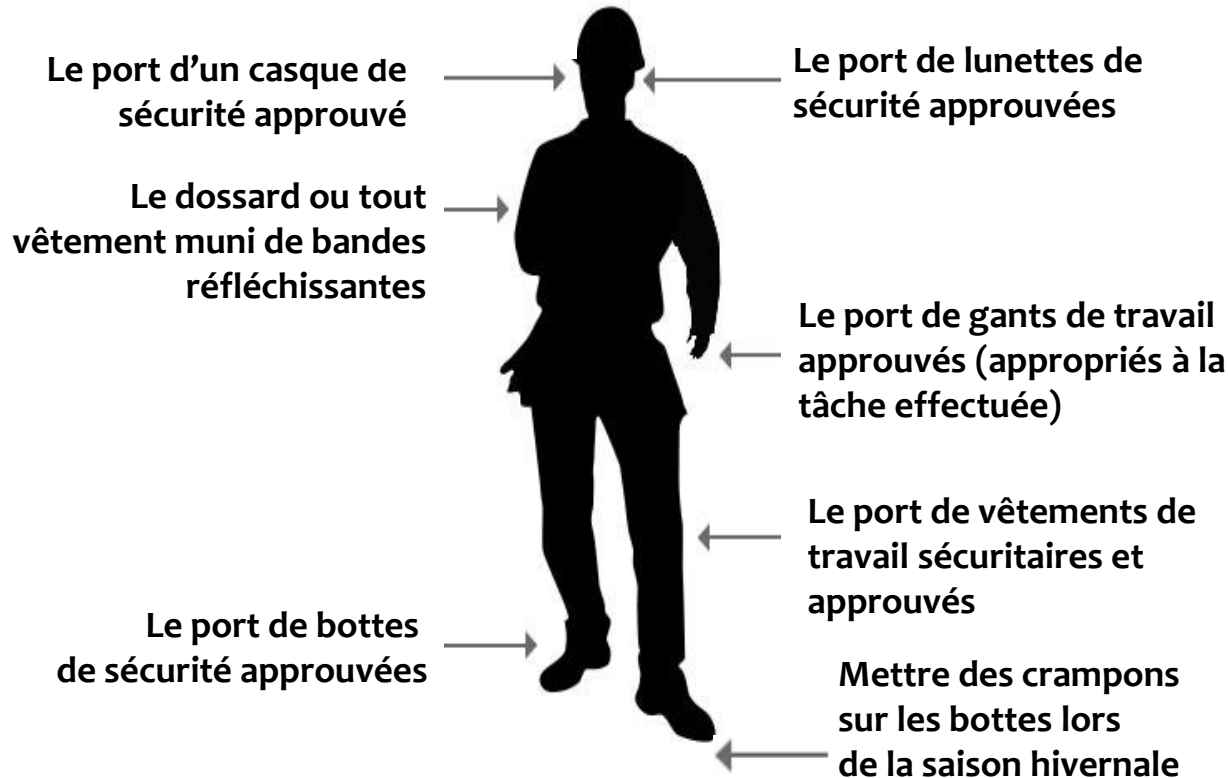 Le port d’un casque de
sécurité approuvé
Le port de lunettes de
sécurité approuvées
Le dossard ou tout
vêtement muni de bandes
réfléchissantes
Le port de gants de travail
approuvés (appropriés à la
tâche effectuée)
Le port de vêtements de
travail sécuritaires et
approuvés
Le port de bottes
de sécurité approuvées
Mettre des crampons
sur les bottes lors
de la saison hivernale